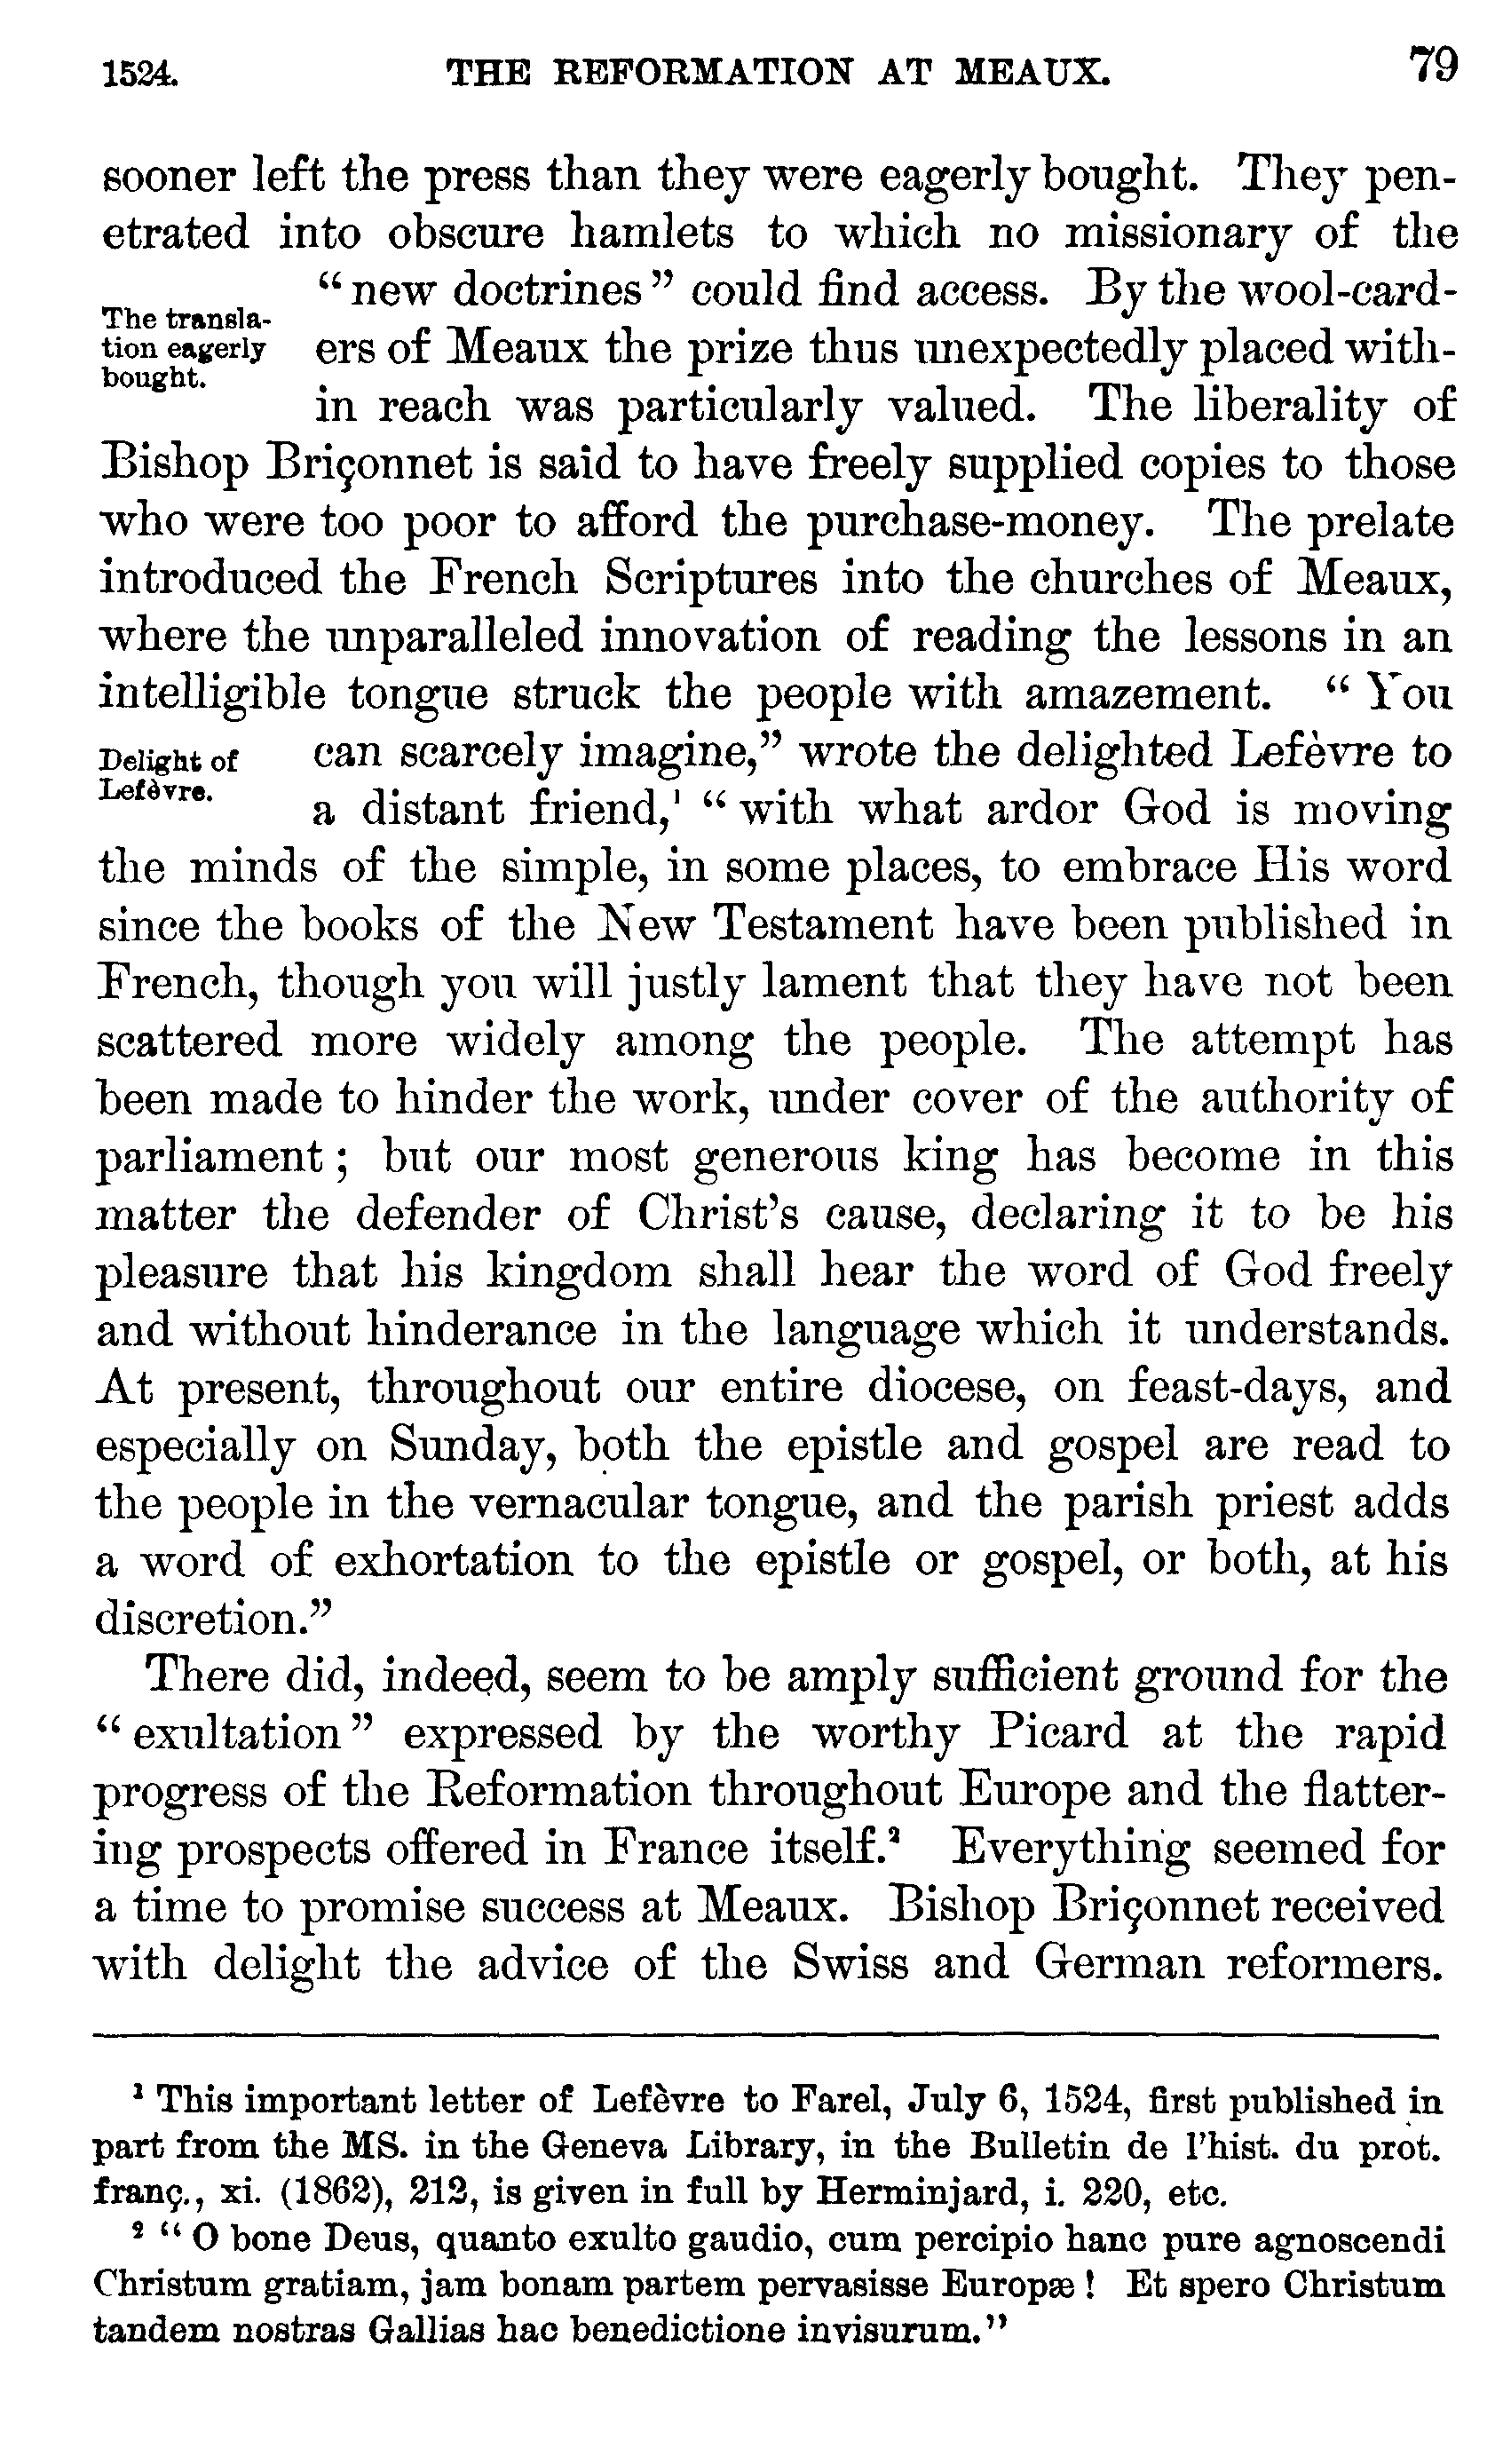 1524. THE REFORMATION AT MEAUX. 79
sooner left the press than they were eagerly bought. They pen-
etrated into obscure hamlets to which no missionary of the
The transla-
tion eagerly
bought.
“ new doctrines ” could find access. By the wool-card-
ers of Meaux the prize thus unexpectedly placed with-
in reach was particularly valued. The liberality of
Bishop Briçonnet is said to have freely supplied copies to those
who were too poor to afford the purchase-money. The prelate
introduced the French Scriptures into the churches of Meaux,
where the unparalleled innovation of reading the lessons in an
intelligible tongue struck the people with amazement. “ You
Delight of
Lefèvre.
can scarcely imagine,” wrote the delighted Lefèvre to
a distant friend,¹ “ with what ardor God is moving
the minds of the simple, in some places, to embrace His word
since the books of the New Testament have been published in
French, though you will justly lament that they have not been
scattered more widely among the people. The attempt has
been made to hinder the work, under cover of the authority of
parliament ; but our most generous king has become in this
matter the defender of Christ’s cause, declaring it to be his
pleasure that his kingdom shall hear the word of God freely
and without hinderance in the language which it understands.
At present, throughout our entire diocese, on feast-days, and
especially on Sunday, both the epistle and gospel are read to
the people in the vernacular tongue, and the parish priest adds
a word of exhortation to the epistle or gospel, or both, at his
discretion.”
There did, indeed, seem to be amply sufficient ground for the
“ exultation ” expressed by the worthy Picard at the rapid
progress of the Reformation throughout Europe and the flatter-
ing prospects offered in France itself.² Everything seemed for
a time to promise success at Meaux. Bishop Briçonnet received
with delight the advice of the Swiss and German reformers.
¹ This important letter of Lefèvre to Farel, July 6, 1524, first published in
part from the MS. in the Geneva Library, in the Bulletin de l’hist. du prot.
franç., xi. (1862), 212, is given in full by Herminjard, i. 220, etc.
² “ O bone Deus, quanto exulto gaudio, cum percipio hanc pure agnoscendi
Christum gratiam, jam bonam partem pervasisse Europæ ! Et spero Christum
tandem nostras Gallias hac benedictione invisurum.”